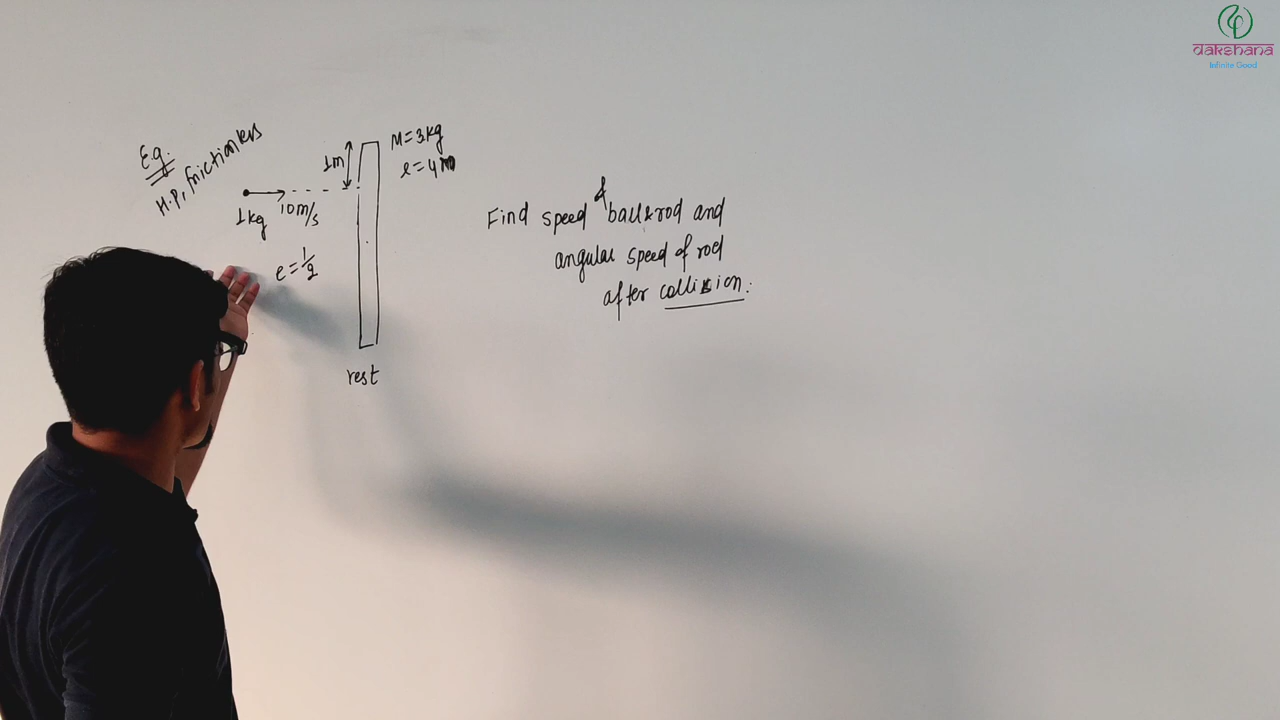 E.g.
H.P, frictionless
1m
M=3kg
l=4m
1kg
10m/s
e=1/2
rest
Find speed of ball & rod and
angular speed of rod
after collision.
dakshana
Infinite Good